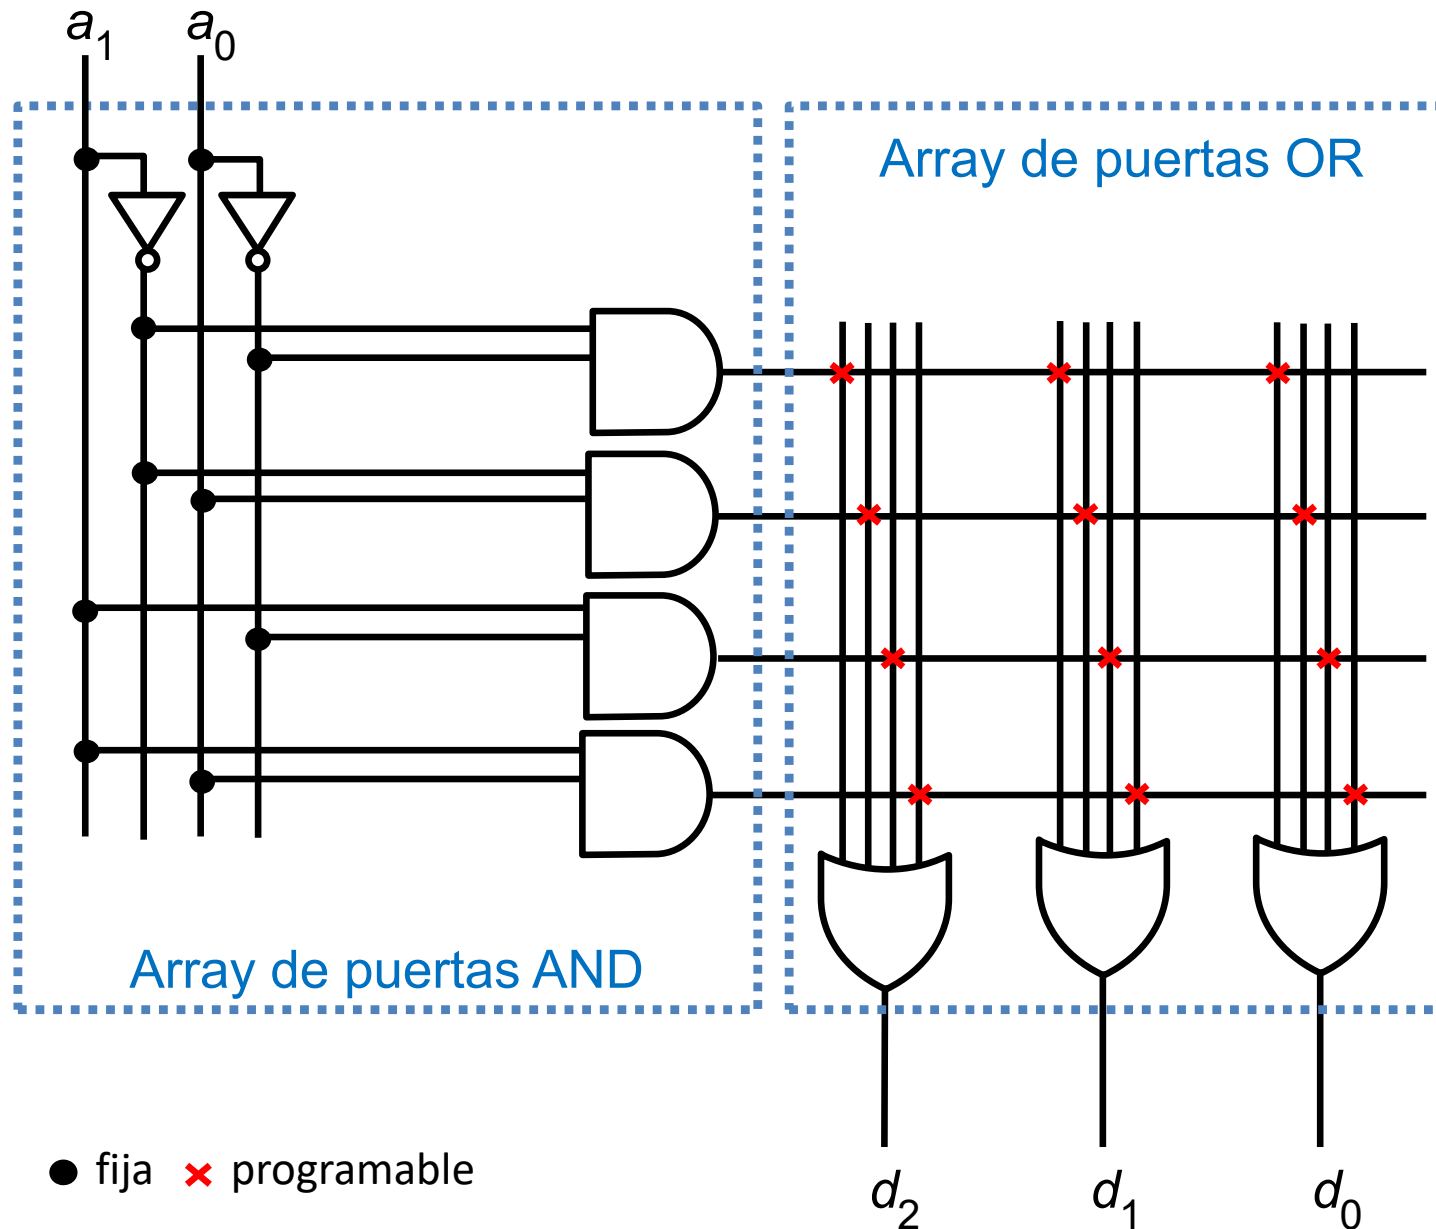 a1 a0
Array de puertas OR
Array de puertas AND
fija programable
d2 d1 d0